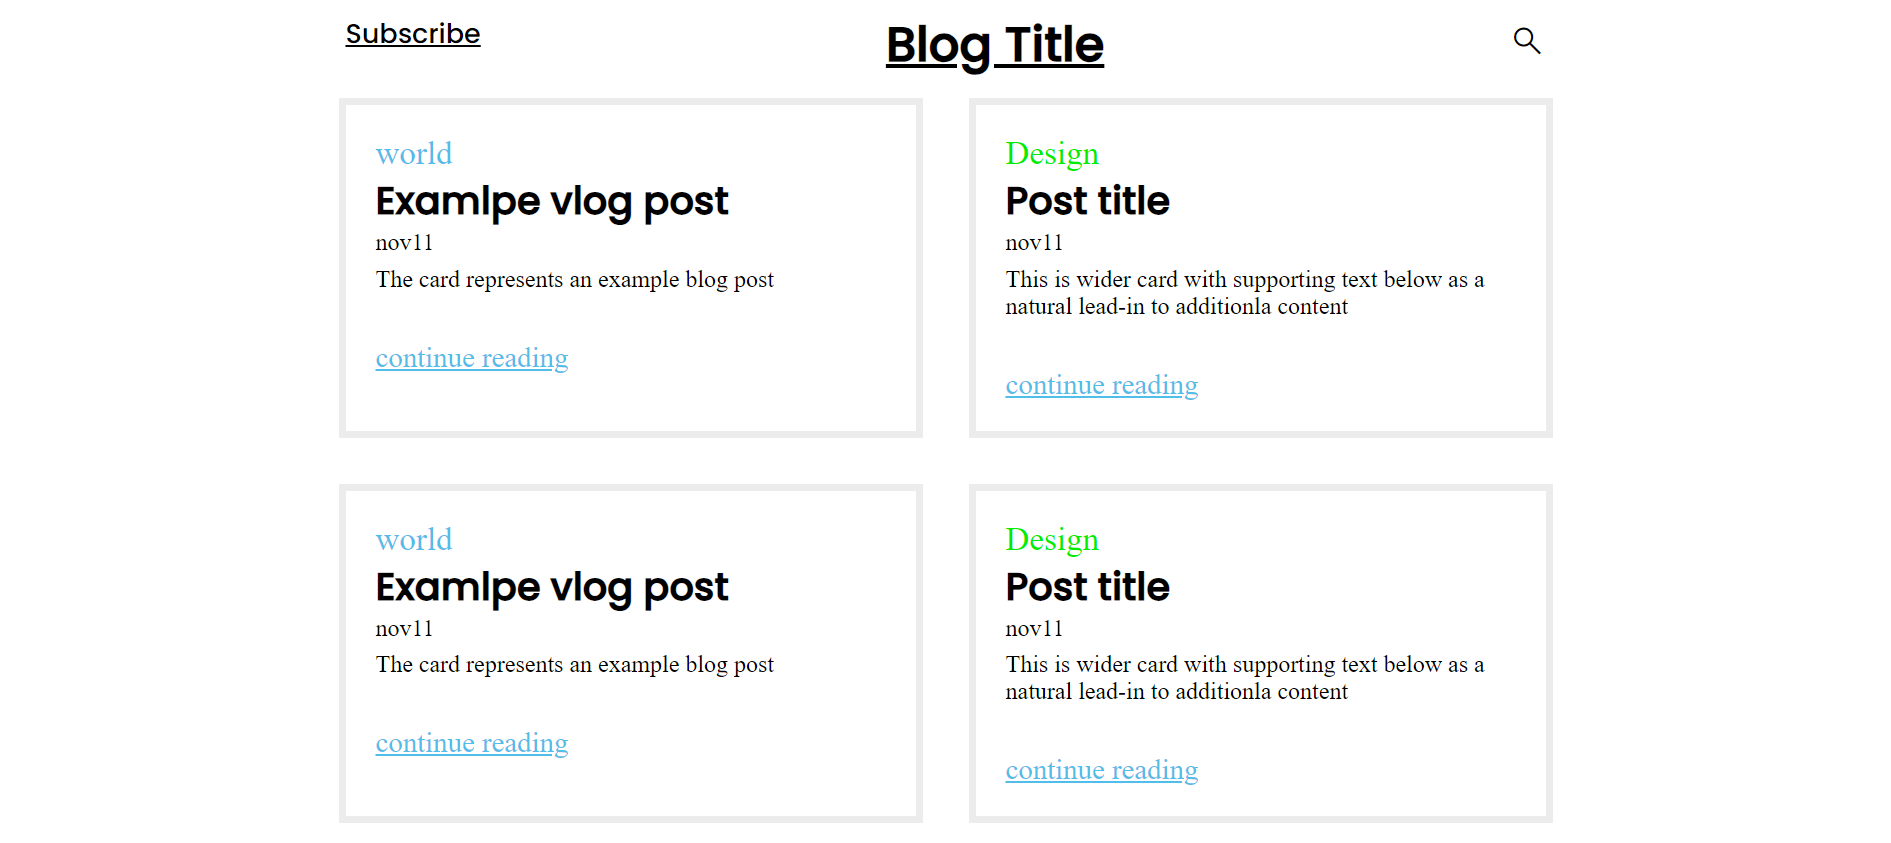 Subscribe
Blog Title
world
Examlpe vlog post
nov11
The card represents an example blog post
continue reading
Design
Post title
nov11
This is wider card with supporting text below as a
natural lead-in to additionla content
continue reading
world
Examlpe vlog post
nov11
The card represents an example blog post
continue reading
Design
Post title
nov11
This is wider card with supporting text below as a
natural lead-in to additionla content
continue reading